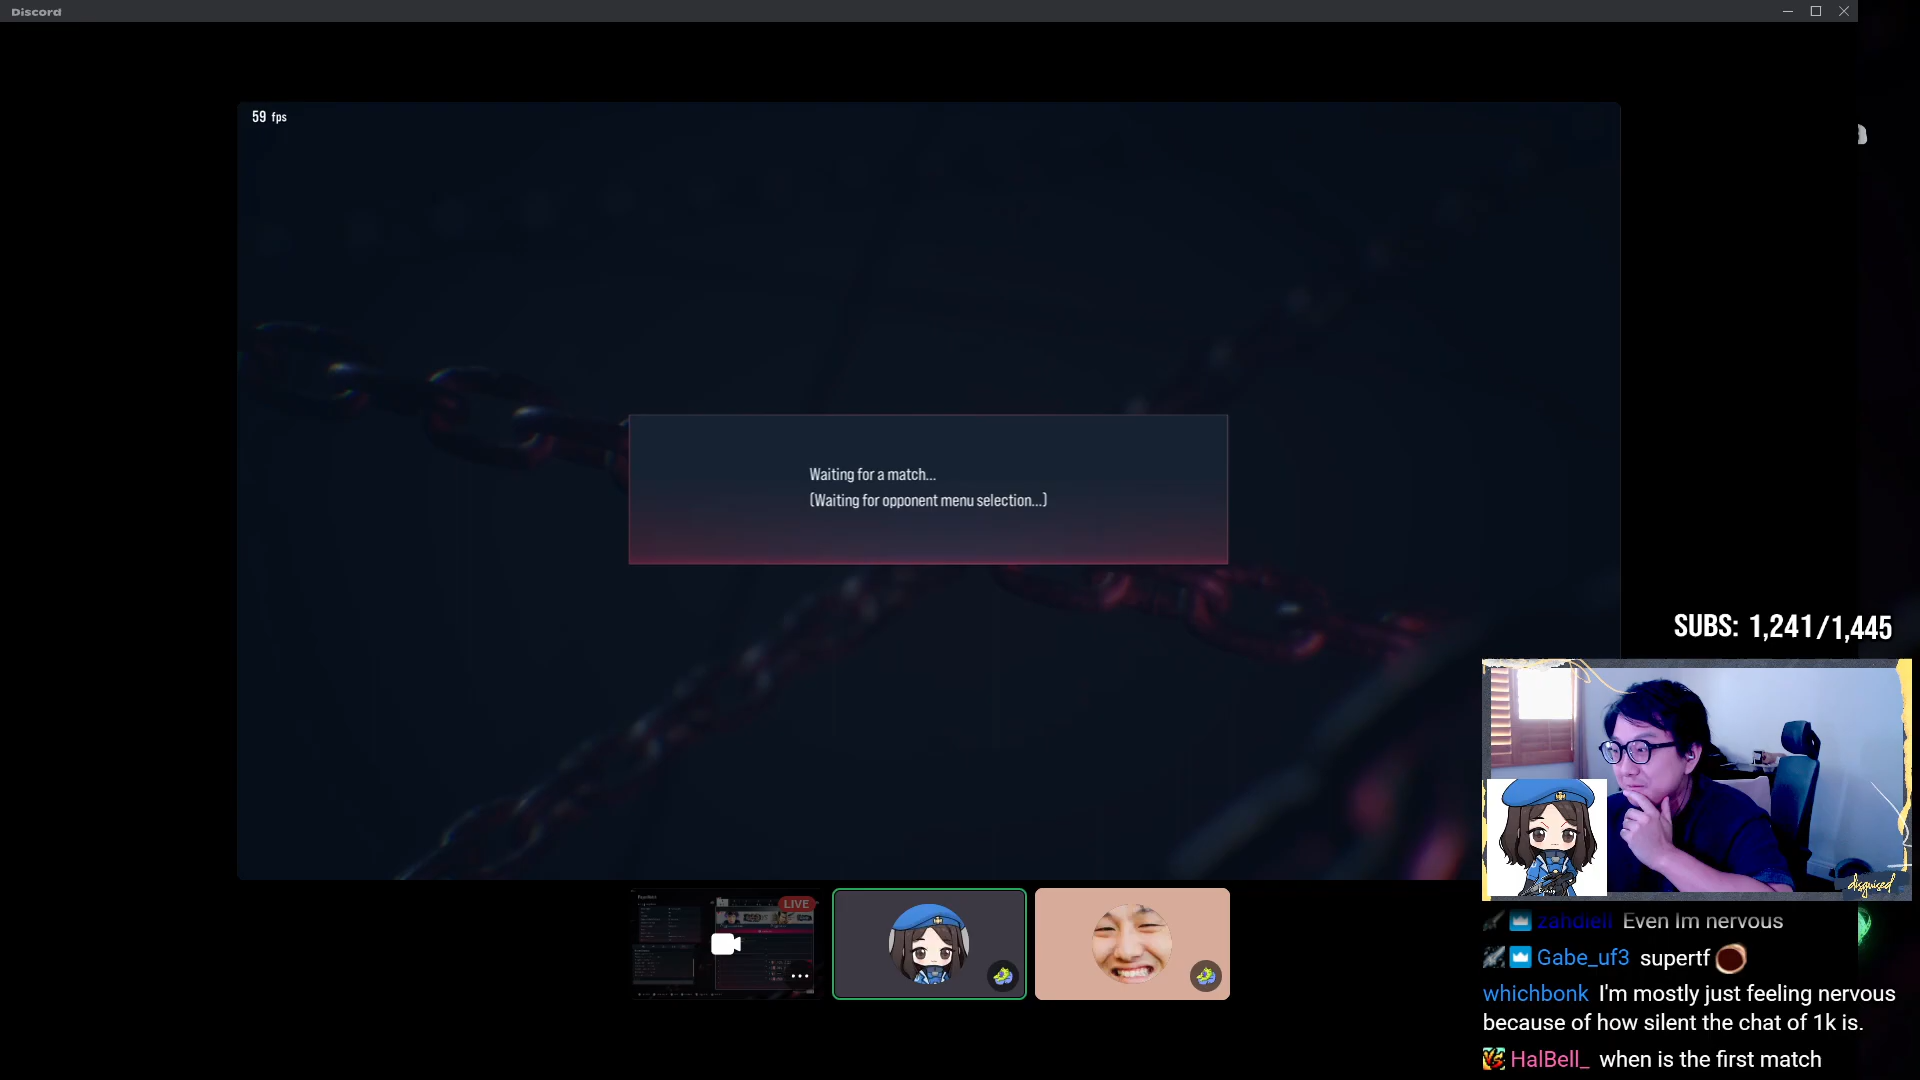 Discord
59 fps
Waiting for a match...
(Waiting for opponent menu selection...)
LIVE
SUBS: 1,241/1,445
disguised
zahdiell Even Im nervous
Gabe_uf3 supertf
whichbonk I'm mostly just feeling nervous
because of how silent the chat of 1k is.
HalBell_ when is the first match